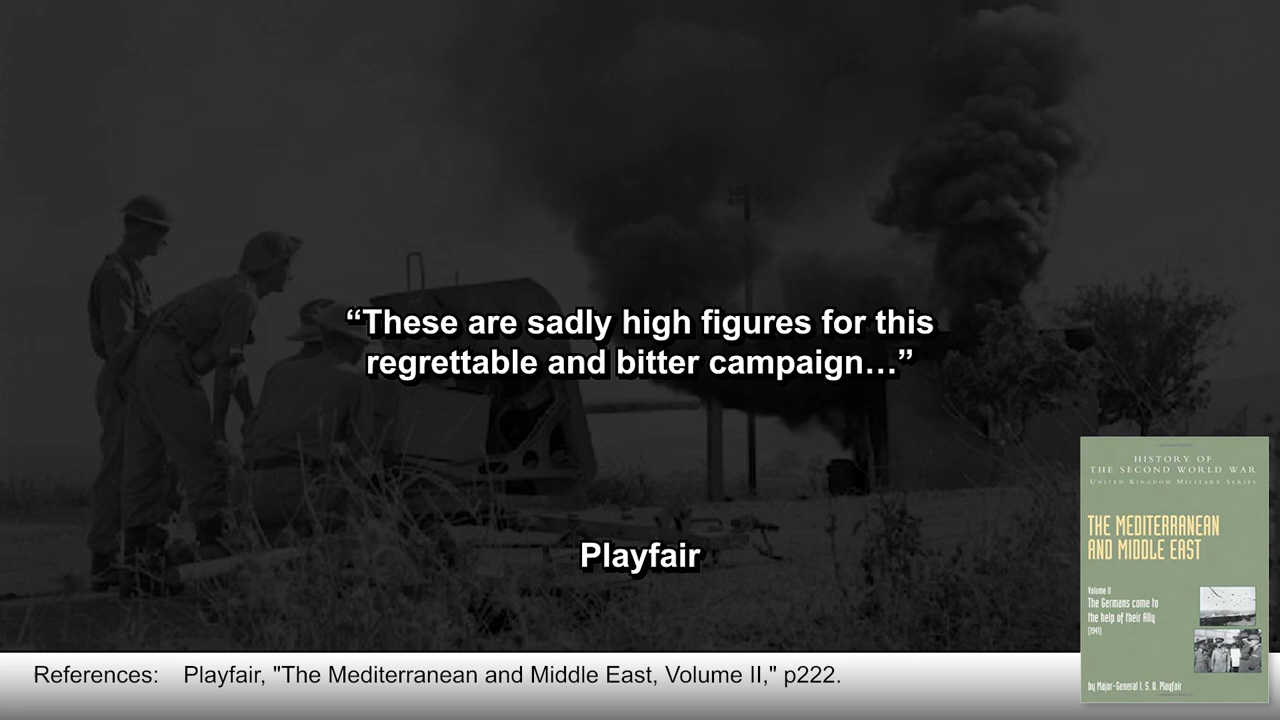 “These are sadly high figures for this
regrettable and bitter campaign…”
Playfair
References: Playfair, "The Mediterranean and Middle East, Volume II," p222.
HISTORY OF
THE SECOND WORLD WAR
UNITED KINGDOM MILITARY SERIES
THE MEDITERRANEAN
AND MIDDLE EAST
Volume II
The Germans come to
the help of their Ally
[1941]
by Major-General I. S. O. Playfair